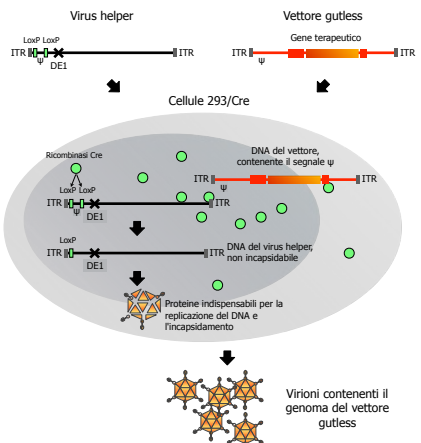 Virus helper
Vettore gutless
LoxP LoxP
ITR
ITR
ψ
DE1
Gene terapeutico
ITR
ITR
ψ
Cellule 293/Cre
Ricombinasi Cre
DNA del vettore,
contenente il segnale ψ
ITR
ITR
ψ
LoxP LoxP
ITR
ITR
ψ
DE1
LoxP
ITR
ITR
DE1
DNA del virus helper,
non incapsidabile
Proteine indispensabili per la
replicazione del DNA e
l'incapsidamento
Virioni contenenti il
genoma del vettore
gutless